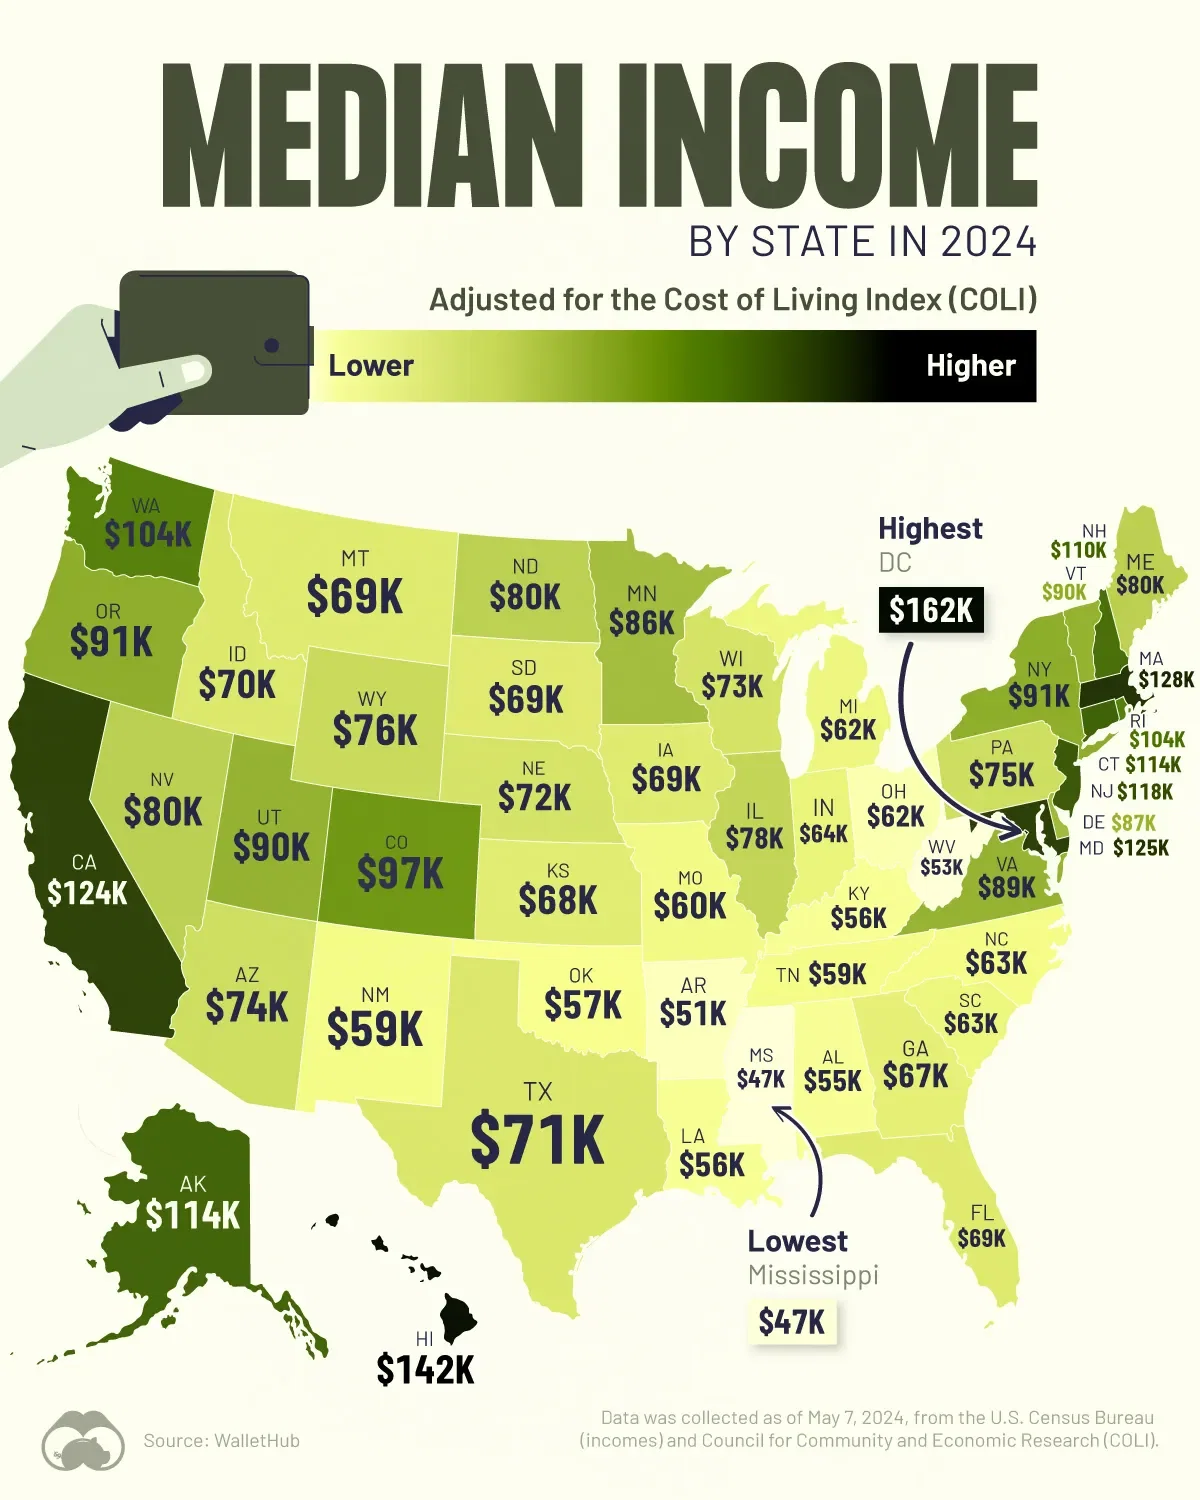 MEDIAN INCOME
BY STATE IN 2024
Adjusted for the Cost of Living Index (COLI)
Lower
Higher
WA
$104K
OR
$91K
CA
$124K
ID
$70K
NV
$80K
MT
$69K
WY
$76K
UT
$90K
CO
$97K
AZ
$74K
NM
$59K
ND
$80K
SD
$69K
NE
$72K
KS
$68K
OK
$57K
TX
$71K
MN
$86K
IA
$69K
MO
$60K
AR
$51K
LA
$56K
WI
$73K
IL
$78K
MI
$62K
IN
$64K
OH
$62K
KY
$56K
TN $59K
MS
$47K
AL
$55K
GA
$67K
FL
$69K
SC
$63K
NC
$63K
VA
$89K
WV
$53K
PA
$75K
NY
$91K
Highest
DC
$162K
NH
$110K
VT
$90K
ME
$80K
MA
$128K
RI
$104K
CT $114K
NJ $118K
DE $87K
MD $125K
AK
$114K
HI
$142K
Lowest
Mississippi
$47K
Source: WalletHub
Data was collected as of May 7, 2024, from the U.S. Census Bureau
(incomes) and Council for Community and Economic Research (COLI).